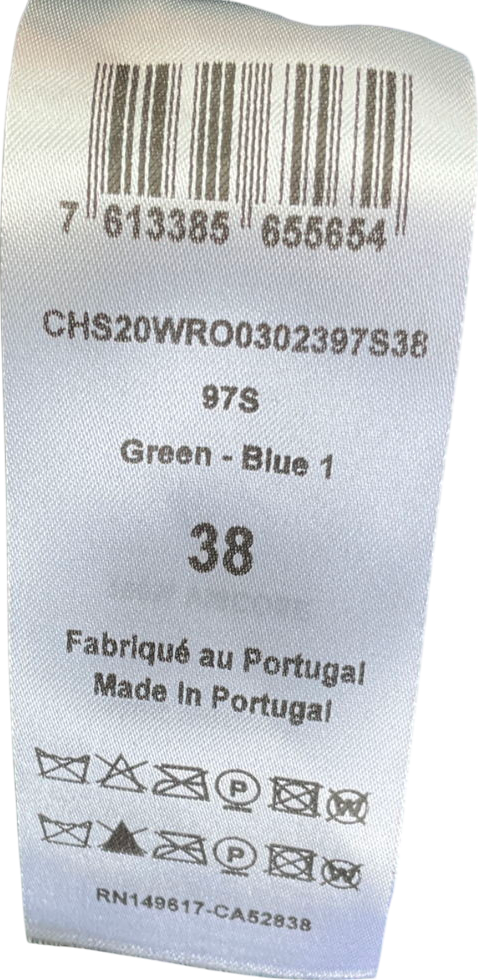 7 613385 655654
CHS20WRO0302397S38
97S
Green - Blue 1
38
Fabriqué au Portugal
Made in Portugal
P W
P W
RN149617-CA52838